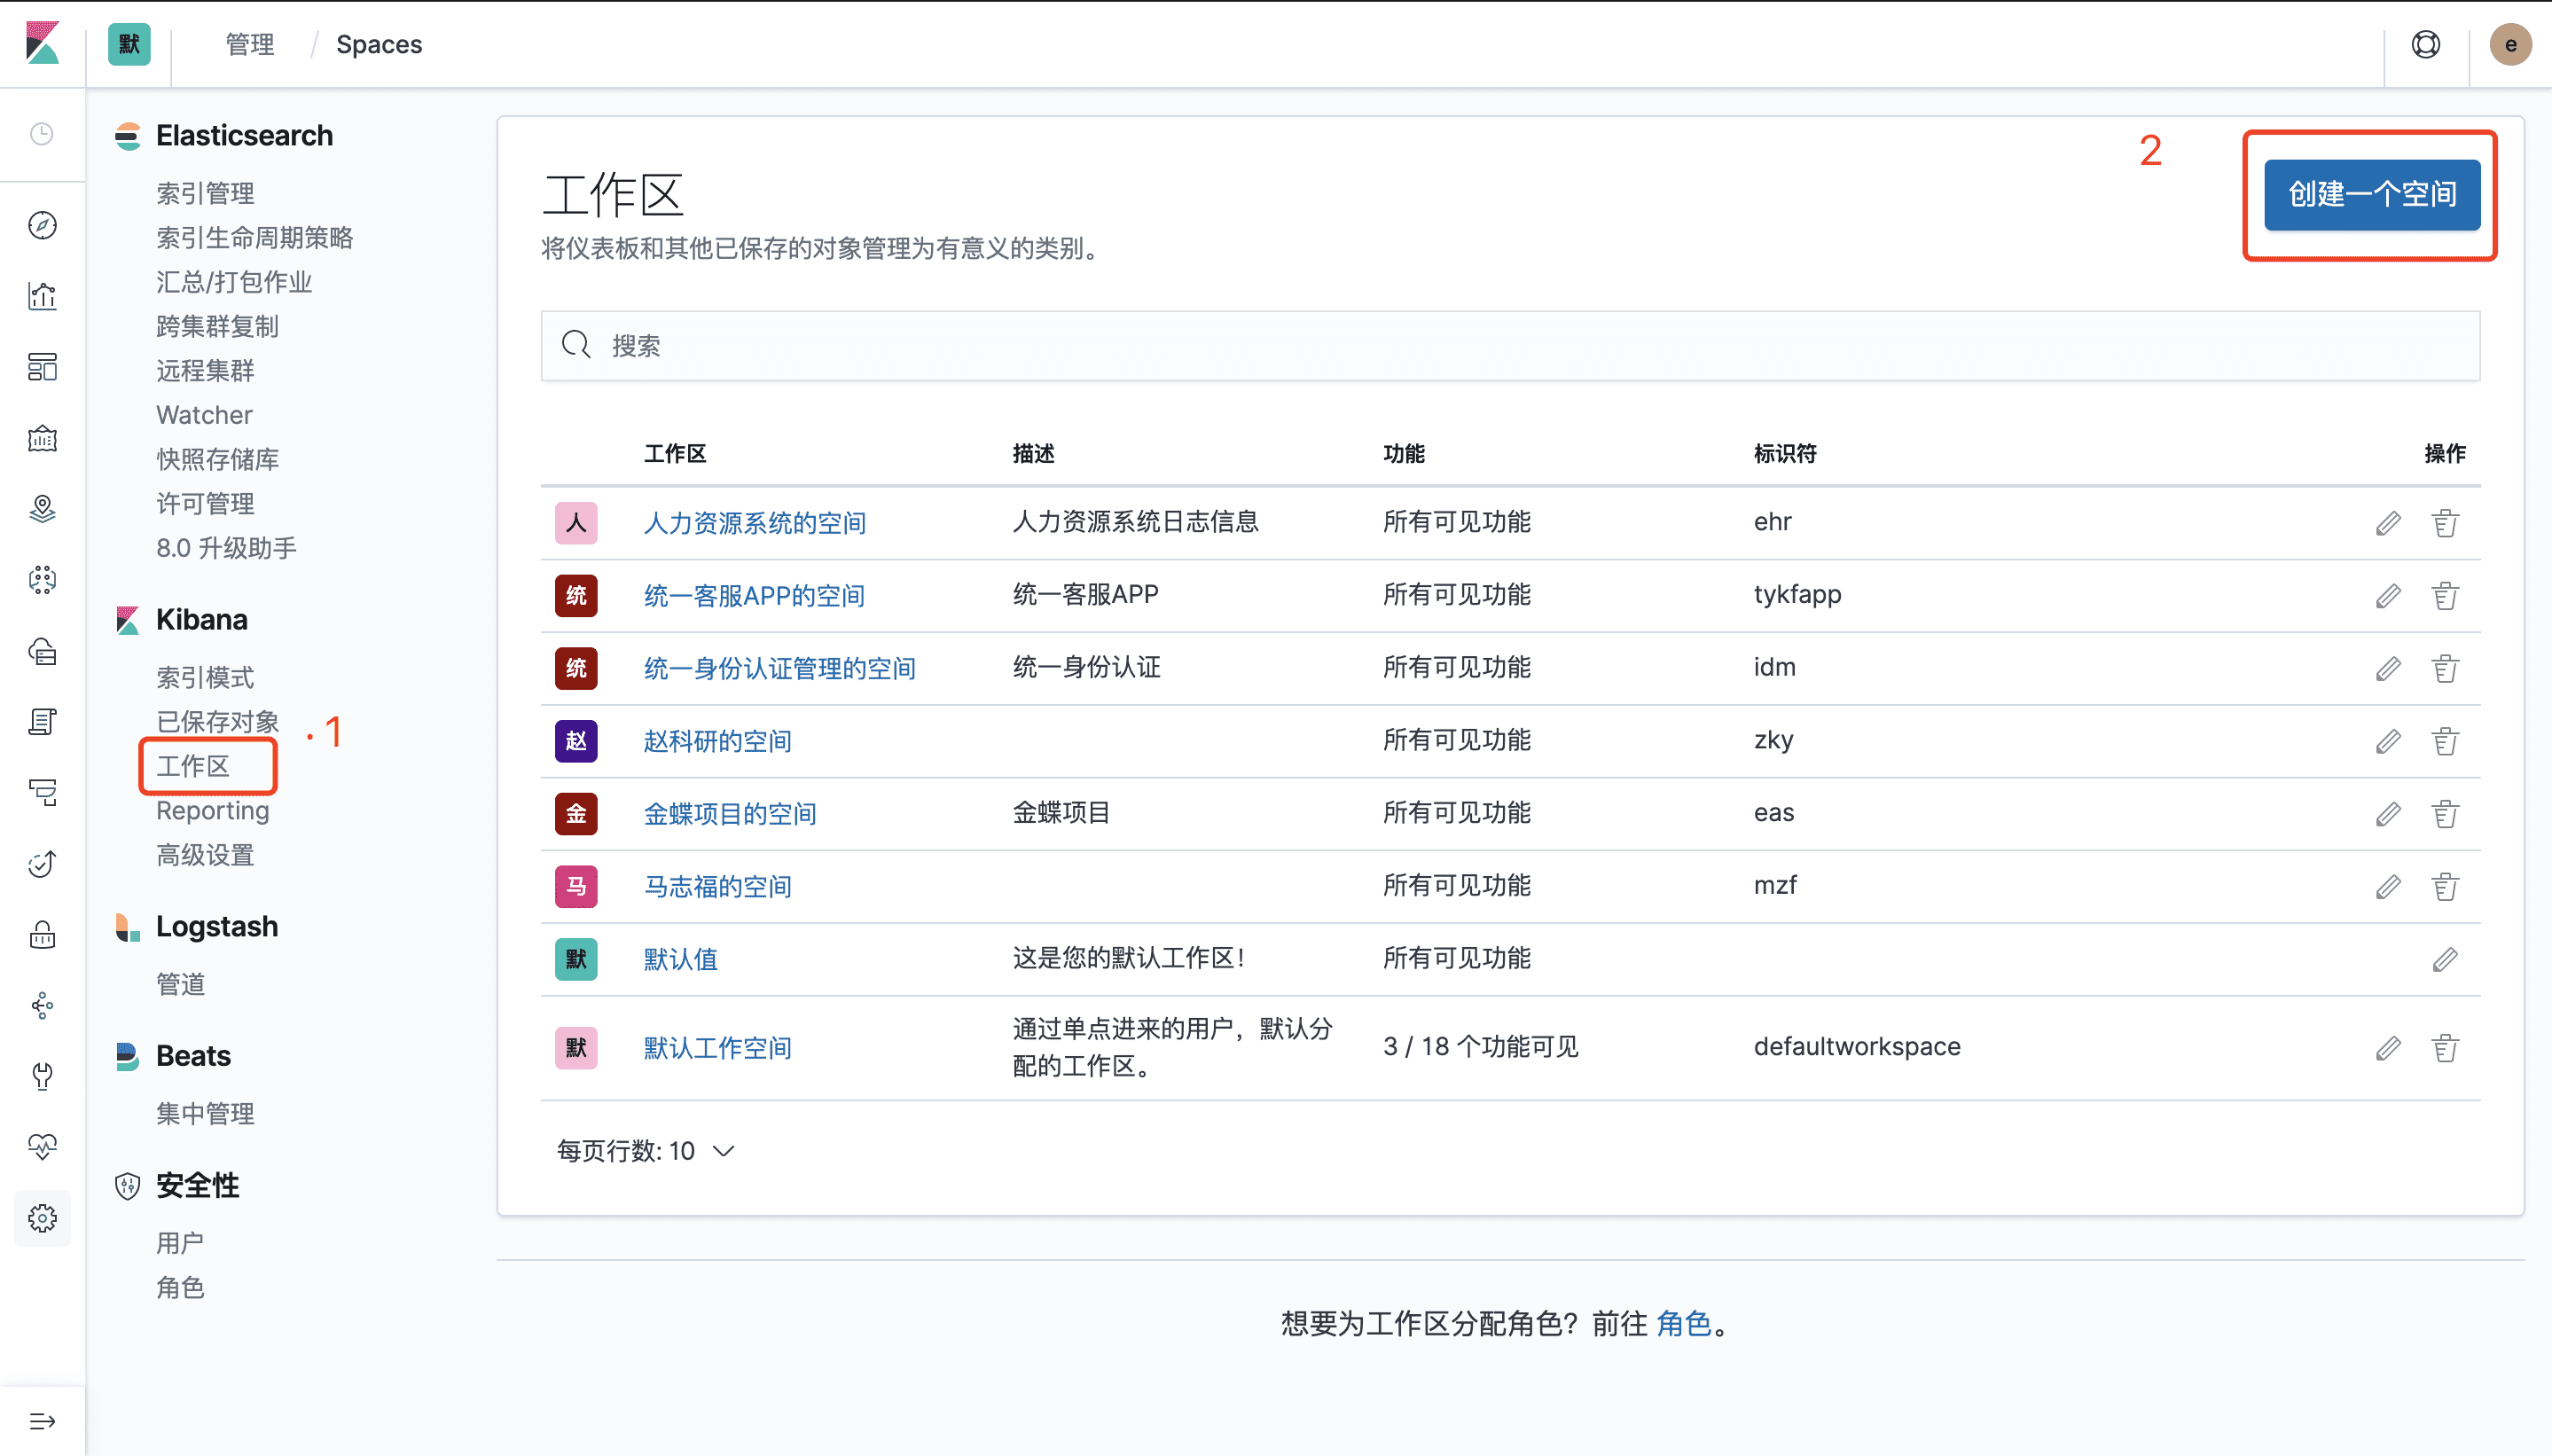 默 管理 / Spaces e
Elasticsearch
索引管理
索引生命周期策略
汇总/打包作业
跨集群复制
远程集群
Watcher
快照存储库
许可管理
8.0 升级助手
Kibana
索引模式
已保存对象
· 1
工作区
Reporting
高级设置
Logstash
管道
Beats
集中管理
安全性
用户
角色
2
工作区
创建一个空间
将仪表板和其他已保存的对象管理为有意义的类别。
搜索
工作区 描述 功能 标识符 操作
人 人力资源系统的空间 人力资源系统日志信息 所有可见功能 ehr
统 统一客服APP的空间 统一客服APP 所有可见功能 tykfapp
统 统一身份认证管理的空间 统一身份认证 所有可见功能 idm
赵 赵科研的空间 所有可见功能 zky
金 金蝶项目的空间 金蝶项目 所有可见功能 eas
马 马志福的空间 所有可见功能 mzf
默 默认值 这是您的默认工作区！ 所有可见功能
默 默认工作空间 通过单点进来的用户，默认分 3 / 18 个功能可见 defaultworkspace
配的工作区。
每页行数: 10
想要为工作区分配角色？前往 角色。